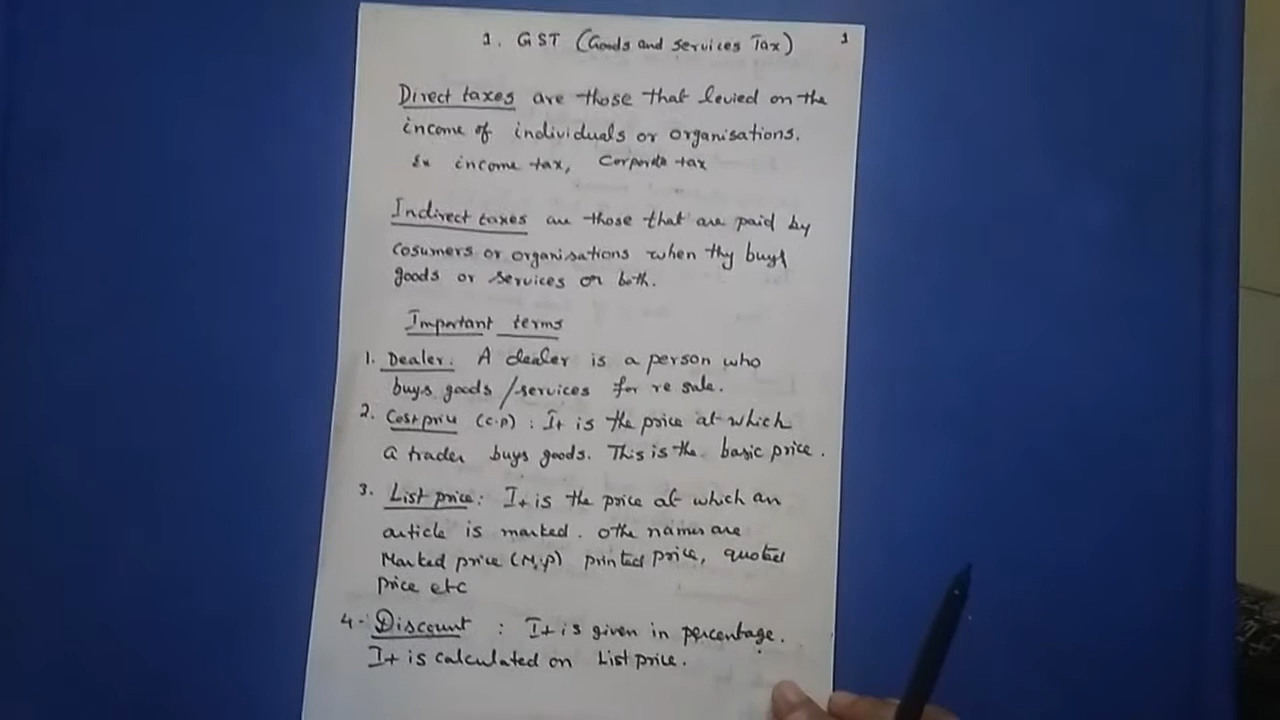 1. GST (Goods and services Tax) 1
Direct taxes are those that levied on the
income of individuals or organisations.
Ex income tax, Corporate tax
Indirect taxes are those that are paid by
cosumers or organisations when thy buys
goods or services or both.
Important terms
1. Dealer: A dealer is a person who
buys goods/services for re sale.
2. Cost price (C.P) : It is the price at which
a trader buys goods. This is the basic price.
3. List price: It is the price at which an
article is marked. othe names are
Marked price (M.P) printed price, quoted
price etc
4. Discount : It is given in percentage.
It is calculated on List price.